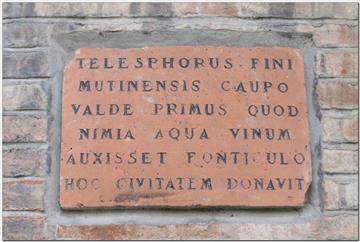 TELESPHORUS FINI
MUTINENSIS CAUPO
VALDE PRIMUS QUOD
NIMIA AQUA VINUM
AUXISSET FONTICULO
HOC CIVITATEM DONAVIT